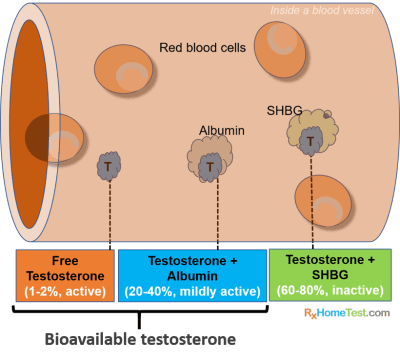 Inside a blood vessel
Red blood cells
SHBG
Albumin
T
T
T
Free
Testosterone
(1-2%, active)
Testosterone +
Albumin
(20-40%, mildly active)
Testosterone +
SHBG
(60-80%, inactive)
RxHomeTest.com
Bioavailable testosterone